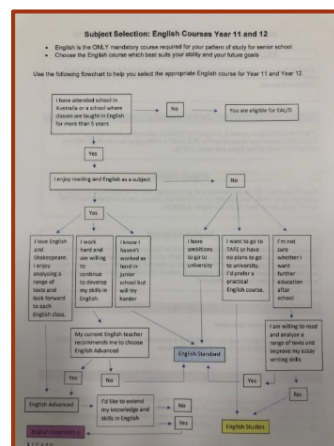 Subject Selection: English Courses Year 11 and 12
• English is the ONLY mandatory course required for your pattern of study for senior school
• Choose the English course which best suits your ability and your future goals
Use the following flowchart to help you select the appropriate English course for Year 11 and Year 12.
I have attended school in
Australia or a school where
classes are taught in English
for more than 5 years
No
You are eligible for EAL/D
Yes
I enjoy reading and English as a subject
No
Yes
I love English
and
Shakespeare.
I enjoy
analysing a
range of texts
and look
forward to
each English
class.
I work
hard and am
willing to
continue to
develop my
skills in
English.
I know I
haven't
worked as
hard in
junior
school but
will try
harder
I have
ambitions
to go to
university
I want to go to
TAFE or have
no plans to go
to university.
I'd prefer a
practical
English course.
I'm not
sure
whether I
want
further
education
after
school
My current English teacher
recommends me to choose
English Advanced
English Standard
I am willing to read
and analyse a
range of texts and
improve my essay
writing skills
Yes
No
Yes
No
English Advanced
I'd like to extend
my knowledge and
skills in English
No
Yes
English Extension 1
English Studies